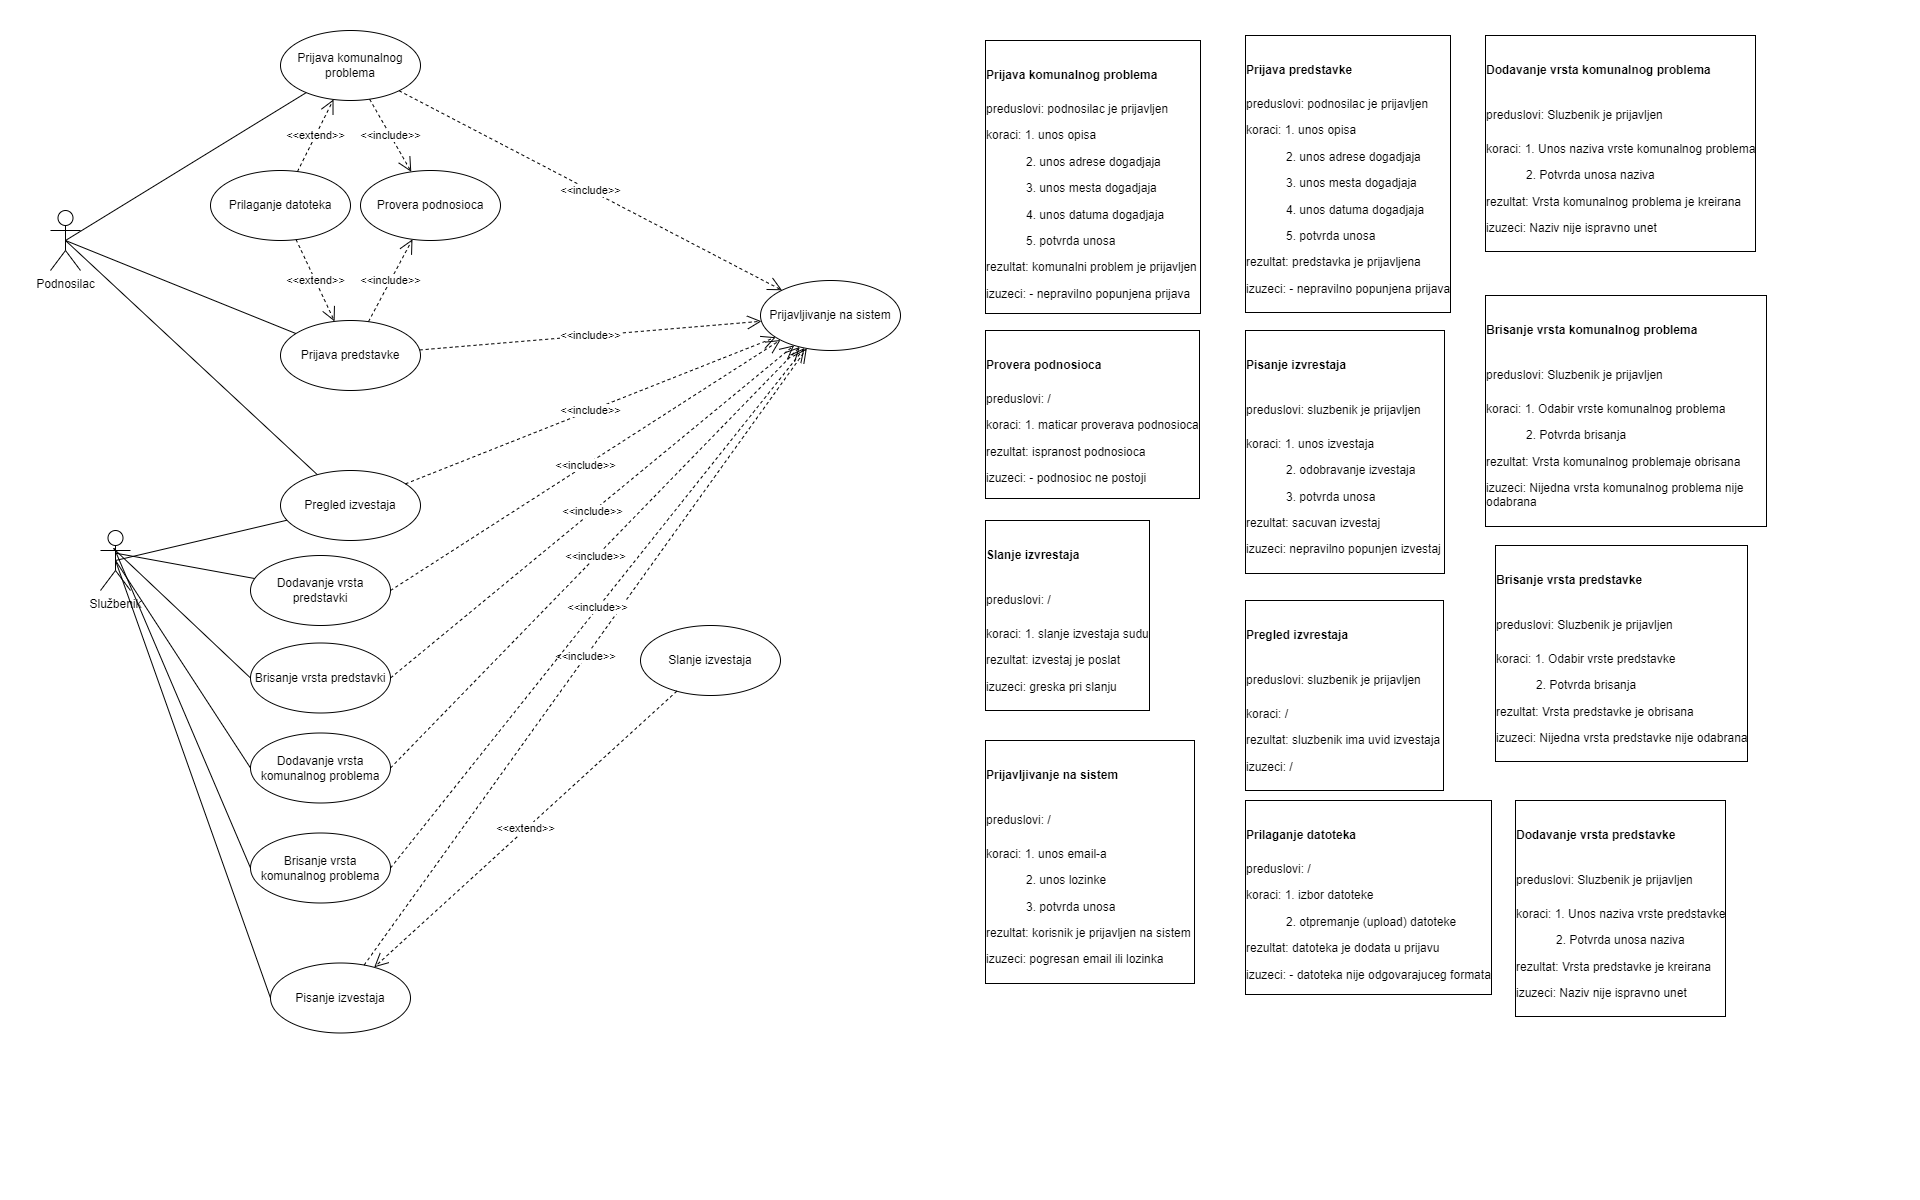 Prijava komunalnog
problema
<<extend>>
<<include>>
<<include>>
Prilaganje datoteka
Provera podnosioca
Podnosilac
<<extend>>
<<include>>
Prijavljivanje na sistem
Prijava predstavke
<<include>>
<<include>>
<<include>>
Pregled izvestaja
<<include>>
<<include>>
Dodavanje vrsta
predstavki
Službenik
<<include>>
<<include>>
Brisanje vrsta predstavki
Slanje izvestaja
Dodavanje vrsta
komunalnog problema
<<extend>>
Brisanje vrsta
komunalnog problema
Pisanje izvestaja
Prijava komunalnog problema
preduslovi: podnosilac je prijavljen
koraci: 1. unos opisa
2. unos adrese dogadjaja
3. unos mesta dogadjaja
4. unos datuma dogadjaja
5. potvrda unosa
rezultat: komunalni problem je prijavljen
izuzeci: - nepravilno popunjena prijava
Provera podnosioca
preduslovi: /
koraci: 1. maticar proverava podnosioca
rezultat: ispranost podnosioca
izuzeci: - podnosioc ne postoji
Slanje izvrestaja
preduslovi: /
koraci: 1. slanje izvestaja sudu
rezultat: izvestaj je poslat
izuzeci: greska pri slanju
Prijavljivanje na sistem
preduslovi: /
koraci: 1. unos email-a
2. unos lozinke
3. potvrda unosa
rezultat: korisnik je prijavljen na sistem
izuzeci: pogresan email ili lozinka
Prijava predstavke
preduslovi: podnosilac je prijavljen
koraci: 1. unos opisa
2. unos adrese dogadjaja
3. unos mesta dogadjaja
4. unos datuma dogadjaja
5. potvrda unosa
rezultat: predstavka je prijavljena
izuzeci: - nepravilno popunjena prijava
Pisanje izvrestaja
preduslovi: sluzbenik je prijavljen
koraci: 1. unos izvestaja
2. odobravanje izvestaja
3. potvrda unosa
rezultat: sacuvan izvestaj
izuzeci: nepravilno popunjen izvestaj
Pregled izvrestaja
preduslovi: sluzbenik je prijavljen
koraci: /
rezultat: sluzbenik ima uvid izvestaja
izuzeci: /
Prilaganje datoteka
preduslovi: /
koraci: 1. izbor datoteke
2. otpremanje (upload) datoteke
rezultat: datoteka je dodata u prijavu
izuzeci: - datoteka nije odgovarajuceg formata
Dodavanje vrsta komunalnog problema
preduslovi: Sluzbenik je prijavljen
koraci: 1. Unos naziva vrste komunalnog problema
2. Potvrda unosa naziva
rezultat: Vrsta komunalnog problema je kreirana
izuzeci: Naziv nije ispravno unet
Brisanje vrsta komunalnog problema
preduslovi: Sluzbenik je prijavljen
koraci: 1. Odabir vrste komunalnog problema
2. Potvrda brisanja
rezultat: Vrsta komunalnog problemaje obrisana
izuzeci: Nijedna vrsta komunalnog problema nije
odabrana
Brisanje vrsta predstavke
preduslovi: Sluzbenik je prijavljen
koraci: 1. Odabir vrste predstavke
2. Potvrda brisanja
rezultat: Vrsta predstavke je obrisana
izuzeci: Nijedna vrsta predstavke nije odabrana
Dodavanje vrsta predstavke
preduslovi: Sluzbenik je prijavljen
koraci: 1. Unos naziva vrste predstavke
2. Potvrda unosa naziva
rezultat: Vrsta predstavke je kreirana
izuzeci: Naziv nije ispravno unet